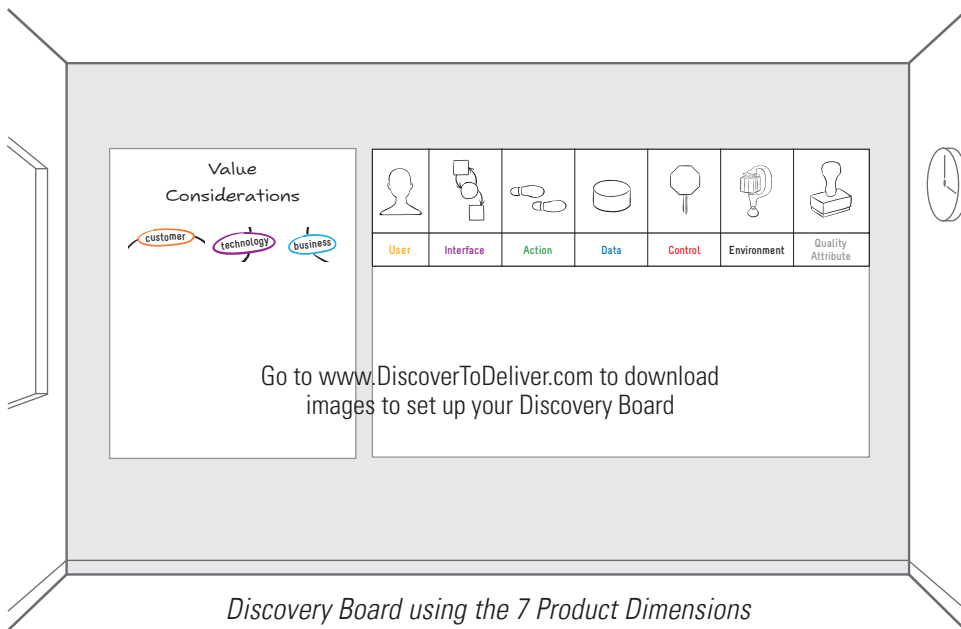 Value
Considerations
customer
technology
business
User
Interface
Action
Data
Control
Environment
Quality
Attribute
Go to www.DiscoverToDeliver.com to download
images to set up your Discovery Board
Discovery Board using the 7 Product Dimensions